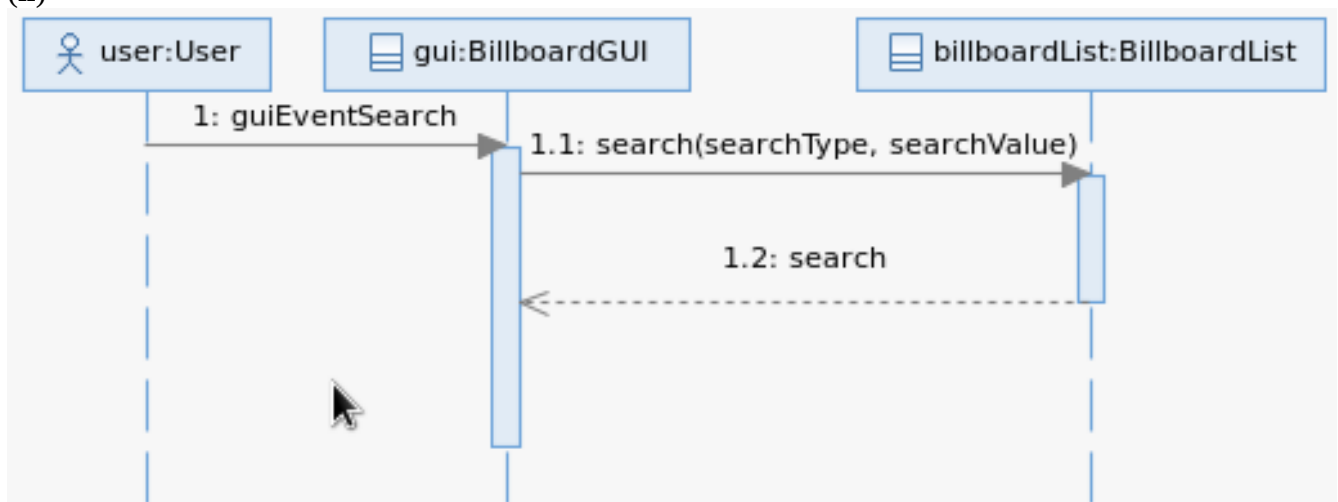 user:User
gui:BillboardGUI
billboardList:BillboardList
1: guiEventSearch
1.1: search(searchType, searchValue)
1.2: search